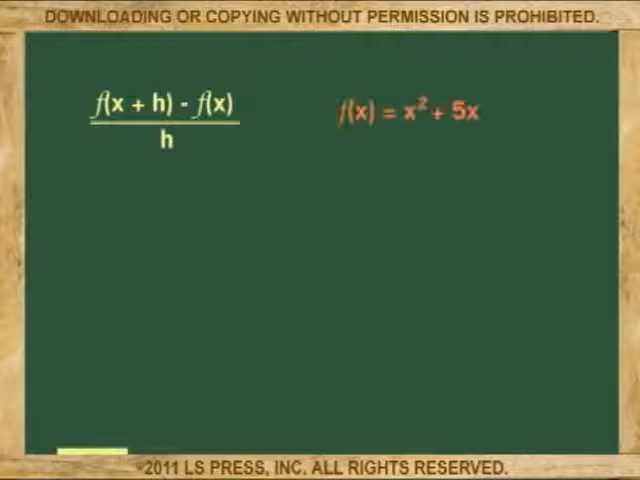 DOWNLOADING OR COPYING WITHOUT PERMISSION IS PROHIBITED.
f(x + h) - f(x)
h
f(x) = x² + 5x
©2011 LS PRESS, INC. ALL RIGHTS RESERVED.